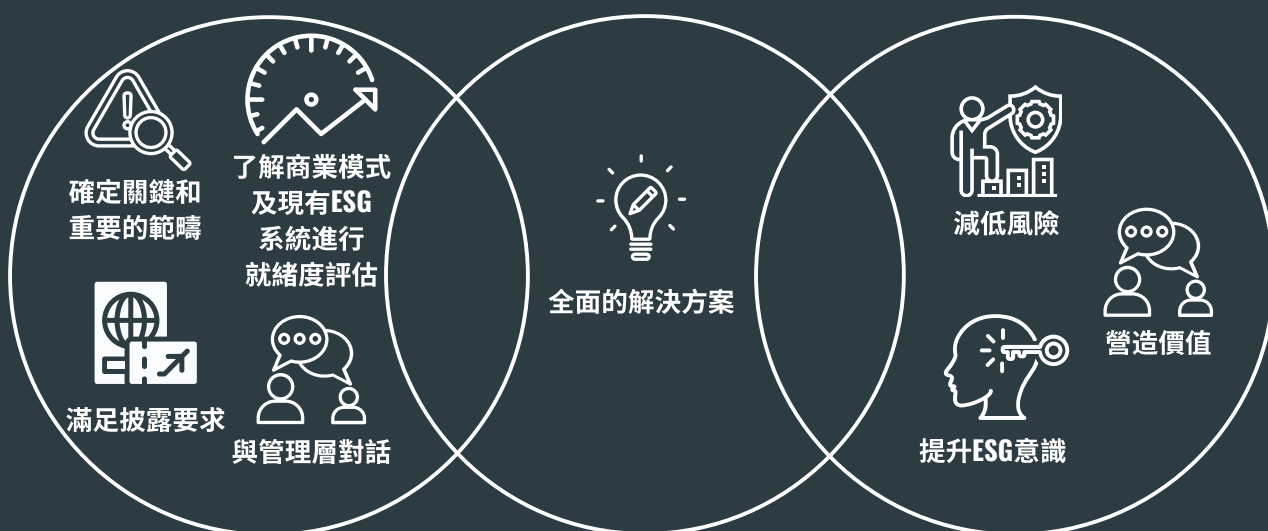 確定關鍵和
重要的範疇
了解商業模式
及現有ESG
系統進行
就緒度評估
滿足披露要求
與管理層對話
全面的解決方案
減低風險
營造價值
提升ESG意識